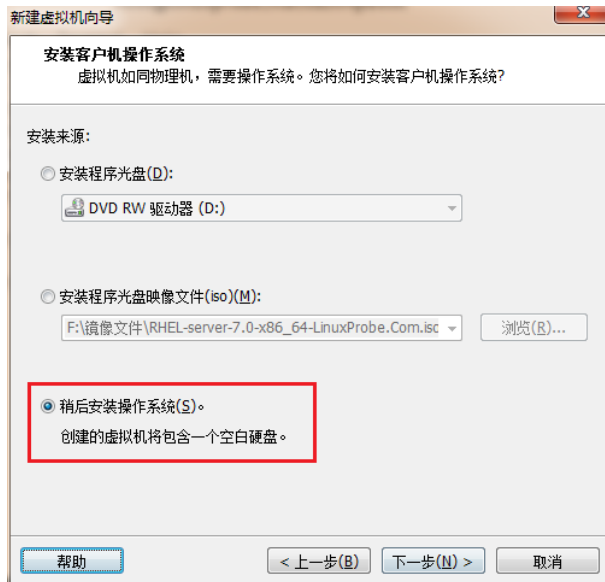 新建虚拟机向导
安装客户机操作系统
虚拟机如同物理机，需要操作系统。您将如何安装客户机操作系统?
安装来源:
安装程序光盘(D):
DVD RW 驱动器 (D:)
安装程序光盘映像文件(iso)(M):
F:\镜像文件\RHEL-server-7.0-x86_64-LinuxProbe.Com.isc
浏览(R)...
稍后安装操作系统(S)。
创建的虚拟机将包含一个空白硬盘。
帮助
< 上一步(B)
下一步(N) >
取消